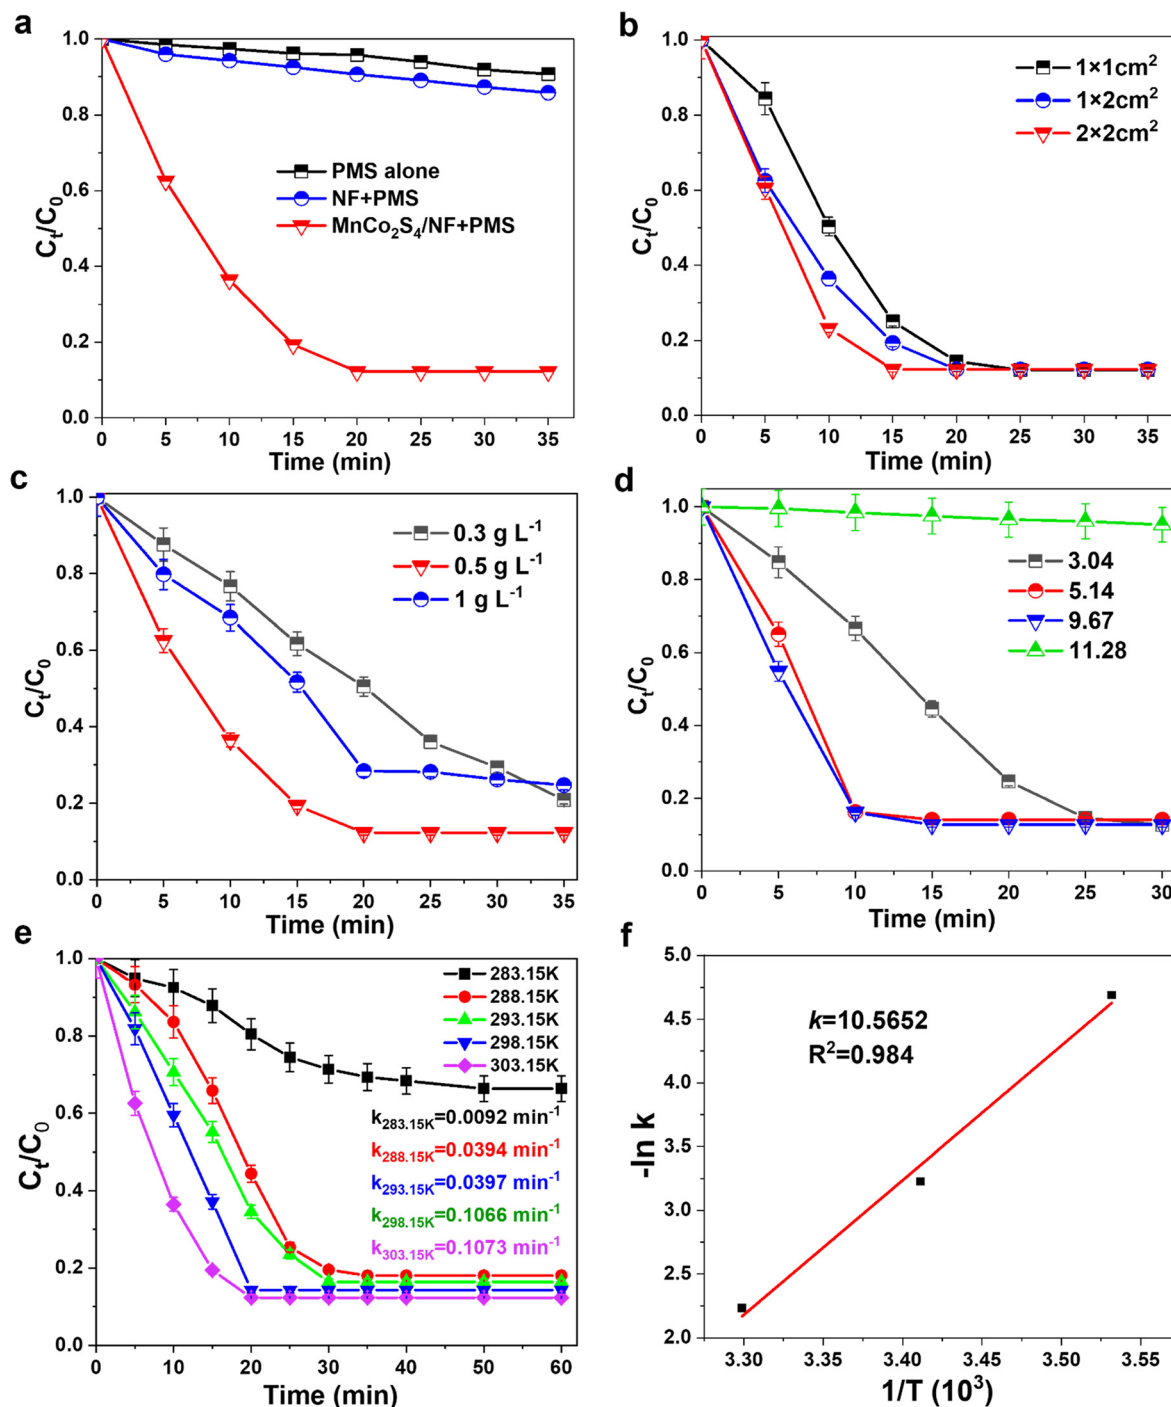 a
1.0
0.8
0.6
0.4
0.2
0.0
C_t/C_0
PMS alone
NF+PMS
MnCo₂S₄/NF+PMS
0 5 10 15 20 25 30 35
Time (min)
b
1.0
0.8
0.6
0.4
0.2
0.0
C_t/C_0
1×1cm²
1×2cm²
2×2cm²
0 5 10 15 20 25 30 35
Time (min)
c
1.0
0.8
0.6
0.4
0.2
0.0
C_t/C_0
0.3 g L⁻¹
0.5 g L⁻¹
1 g L⁻¹
0 5 10 15 20 25 30 35
Time (min)
d
1.0
0.8
0.6
0.4
0.2
0.0
C_t/C_0
3.04
5.14
9.67
11.28
0 5 10 15 20 25 30
Time (min)
e
1.0
0.8
0.6
0.4
0.2
0.0
C_t/C_0
283.15K
288.15K
293.15K
298.15K
303.15K
k_283.15K=0.0092 min⁻¹
k_288.15K=0.0394 min⁻¹
k_293.15K=0.0397 min⁻¹
k_298.15K=0.1066 min⁻¹
k_303.15K=0.1073 min⁻¹
0 10 20 30 40 50 60
Time (min)
f
5.0
4.5
4.0
3.5
3.0
2.5
2.0
-ln k
k=10.5652
R²=0.984
3.30 3.35 3.40 3.45 3.50 3.55
1/T (10³)